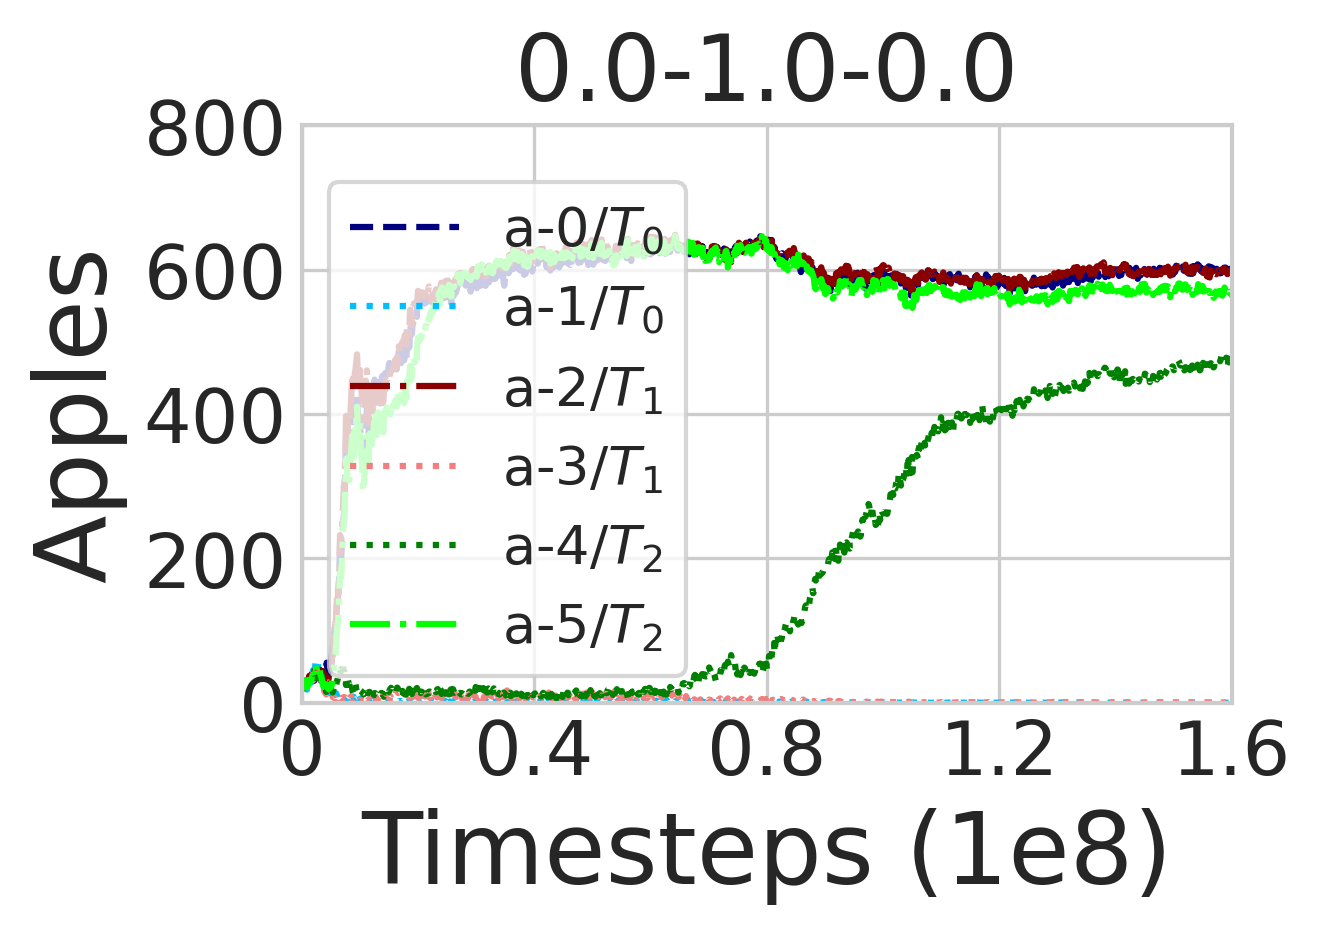 0.0-1.0-0.0
800
600
400
200
0
Apples
a-0/T₀
a-1/T₀
a-2/T₁
a-3/T₁
a-4/T₂
a-5/T₂
0 0.4 0.8 1.2 1.6
Timesteps (1e8)